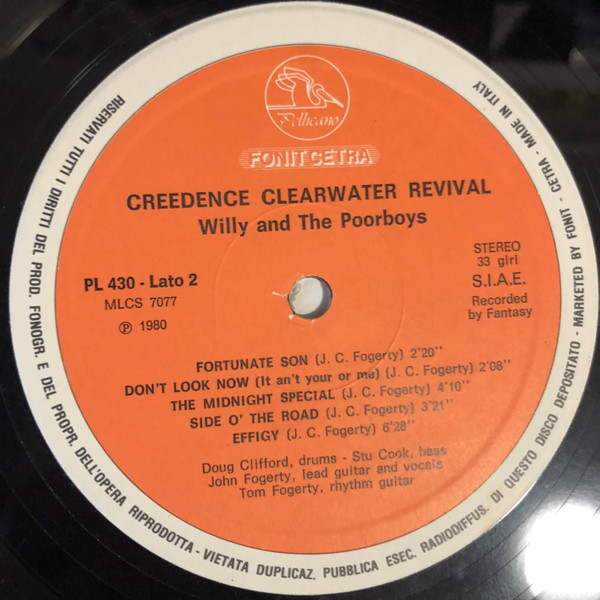 Pellicano
FONIT CETRA
CREEDENCE CLEARWATER REVIVAL
Willy and The Poorboys
PL 430 - Lato 2
MLCS 7077
℗ 1980
STEREO
33 giri
S.I.A.E.
Recorded
by Fantasy
FORTUNATE SON (J. C. Fogerty) 2'20"
DON'T LOOK NOW (It an't your or me) (J. C. Fogerty) 2'08"
THE MIDNIGHT SPECIAL (J. C. Fogerty) 4'10"
SIDE O' THE ROAD (J. C. Fogerty) 3'21"
EFFIGY (J. C. Fogerty) 6'28"
Doug Clifford, drums - Stu Cook, bass
John Fogerty, lead guitar and vocals
Tom Fogerty, rhythm guitar
RISERVATI TUTTI I DIRITTI DEL PROD. FONOGR. E DEL PROPR. DELL'OPERA RIPRODOTTA - VIETATA DUPLICAZ. PUBBLICA ESEC. RADIODIFFUS. DI QUESTO DISCO DEPOSITATO - MARKETED BY FONIT - CETRA - MADE IN ITALY